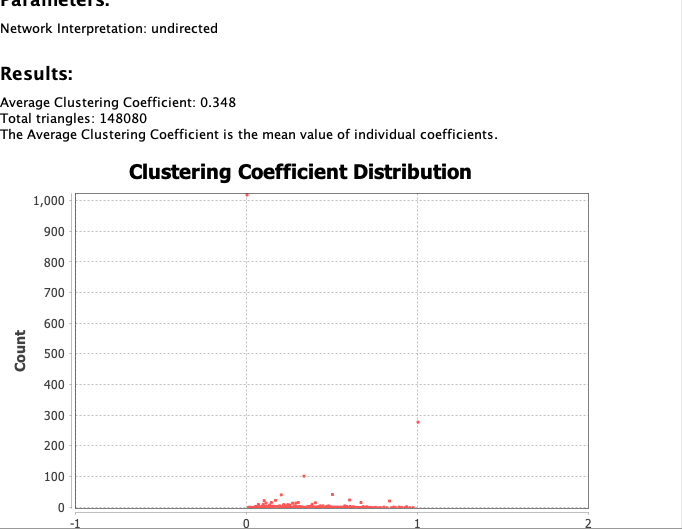 Parameters:
Network Interpretation: undirected
Results:
Average Clustering Coefficient: 0.348
Total triangles: 148080
The Average Clustering Coefficient is the mean value of individual coefficients.
Clustering Coefficient Distribution
1,000
900
800
700
600
500
400
300
200
100
0
Count
-1 0 1 2